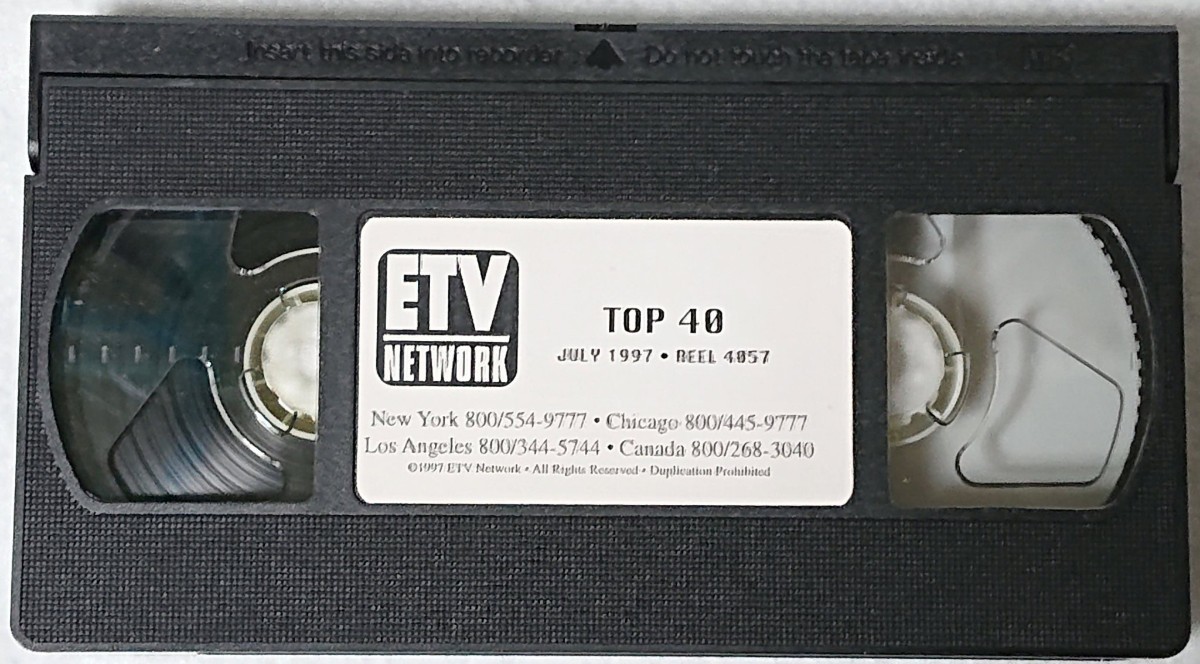 Insert this side into recorder Do not touch the tape inside
ETV
NETWORK
TOP 40
JULY 1997 • REEL 4057
New York 800/554-9777 • Chicago 800/445-9777
Los Angeles 800/344-5744 • Canada 800/268-3040
©1997 ETV Network • All Rights Reserved • Duplication Prohibited